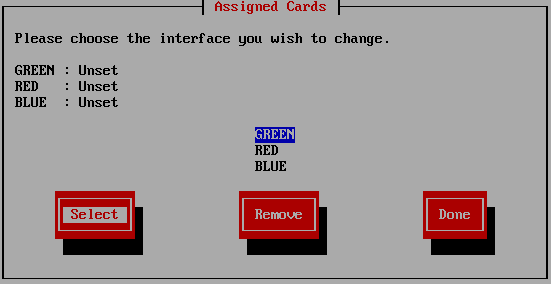 Assigned Cards
Please choose the interface you wish to change.
GREEN : Unset
RED : Unset
BLUE : Unset
GREEN
RED
BLUE
Select Remove Done